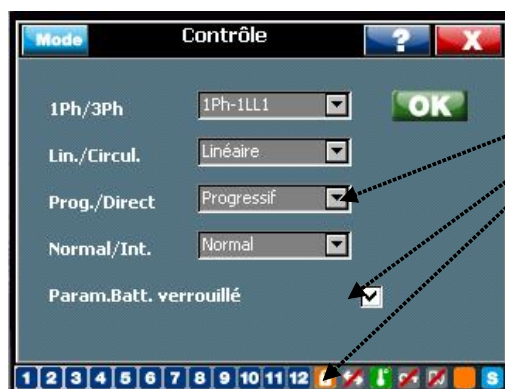 Mode Contrôle ? X
1Ph/3Ph 1Ph-1LL1 OK
Lin./Circul. Linéaire
Prog./Direct Progressif
Normal/Int. Normal
Param.Batt. verrouillé
1 2 3 4 5 6 7 8 9 10 11 12 S